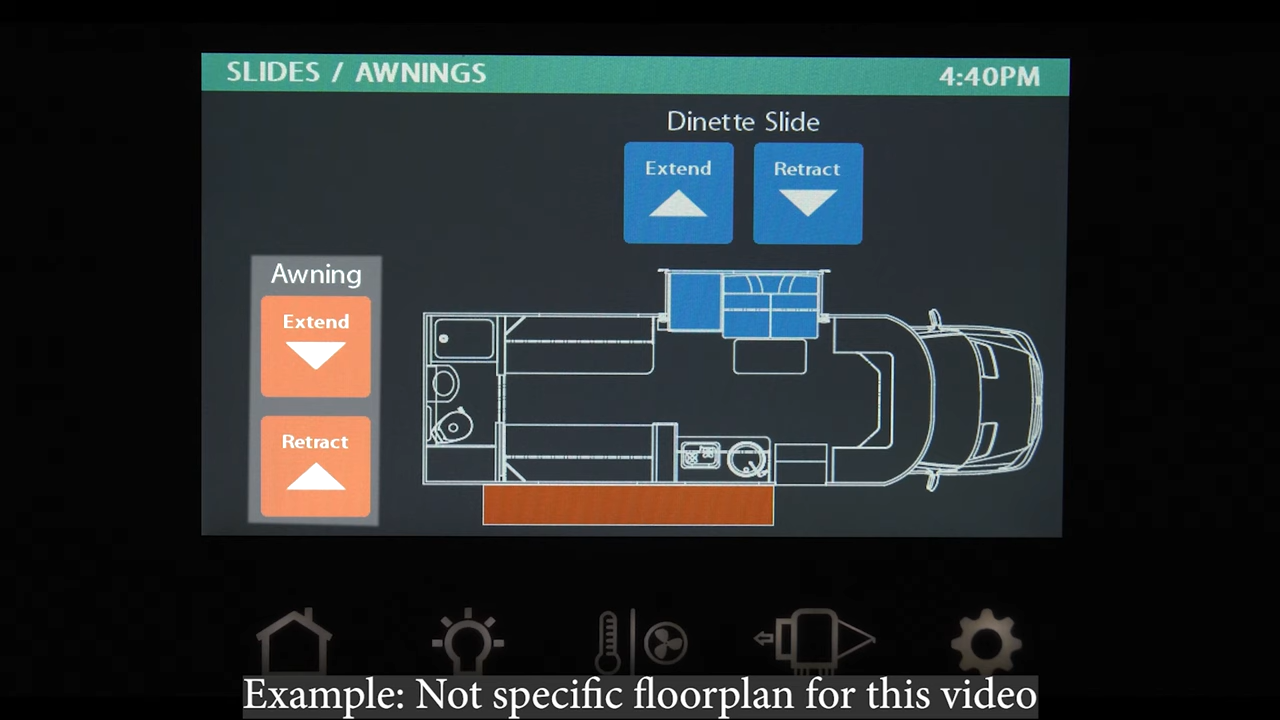 SLIDES / AWNINGS
4:40PM
Dinette Slide
Extend
Retract
Awning
Extend
Retract
Example: Not specific floorplan for this video